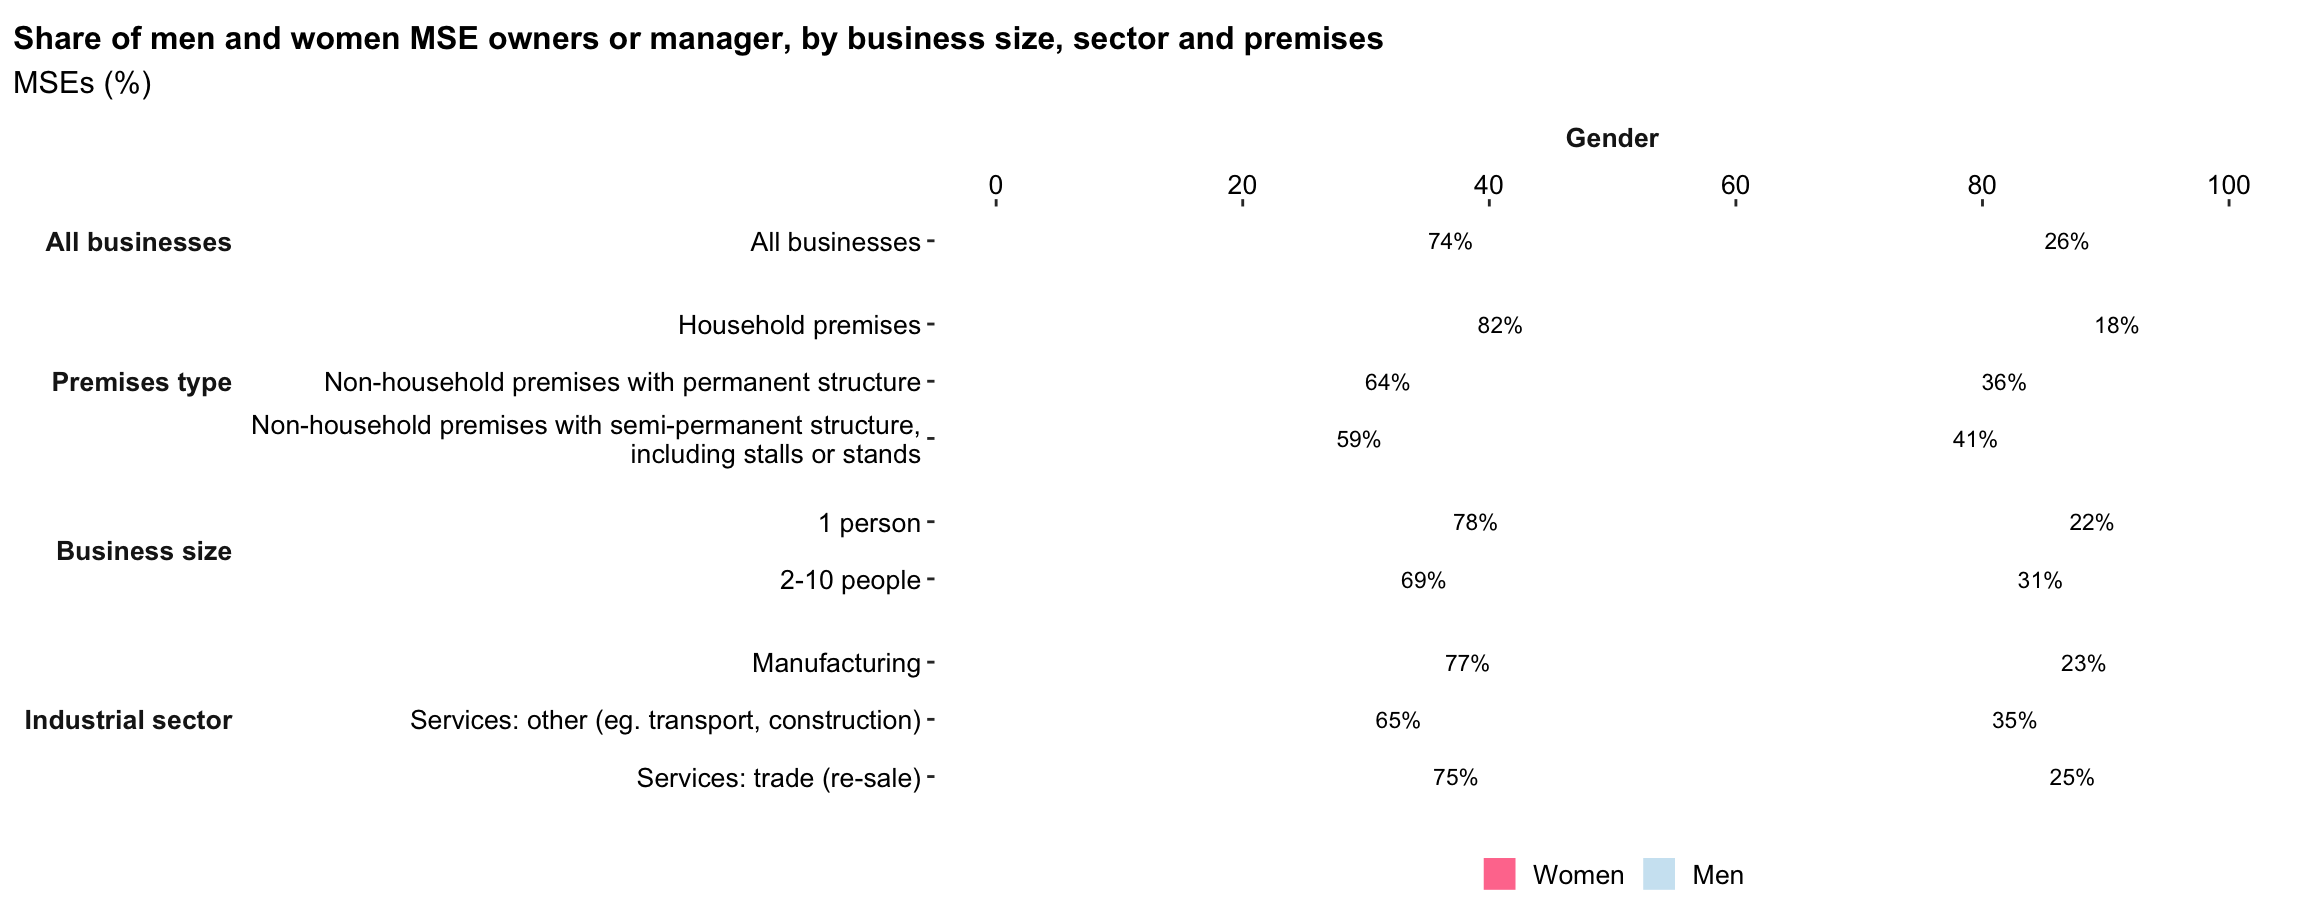 Share of men and women MSE owners or manager, by business size, sector and premises
MSEs (%)
Gender
0 20 40 60 80 100
All businesses All businesses 74% 26%
Household premises 82% 18%
Premises type Non-household premises with permanent structure 64% 36%
Non-household premises with semi-permanent structure,
including stalls or stands 59% 41%
1 person 78% 22%
Business size
2-10 people 69% 31%
Manufacturing 77% 23%
Industrial sector Services: other (eg. transport, construction) 65% 35%
Services: trade (re-sale) 75% 25%
Women Men